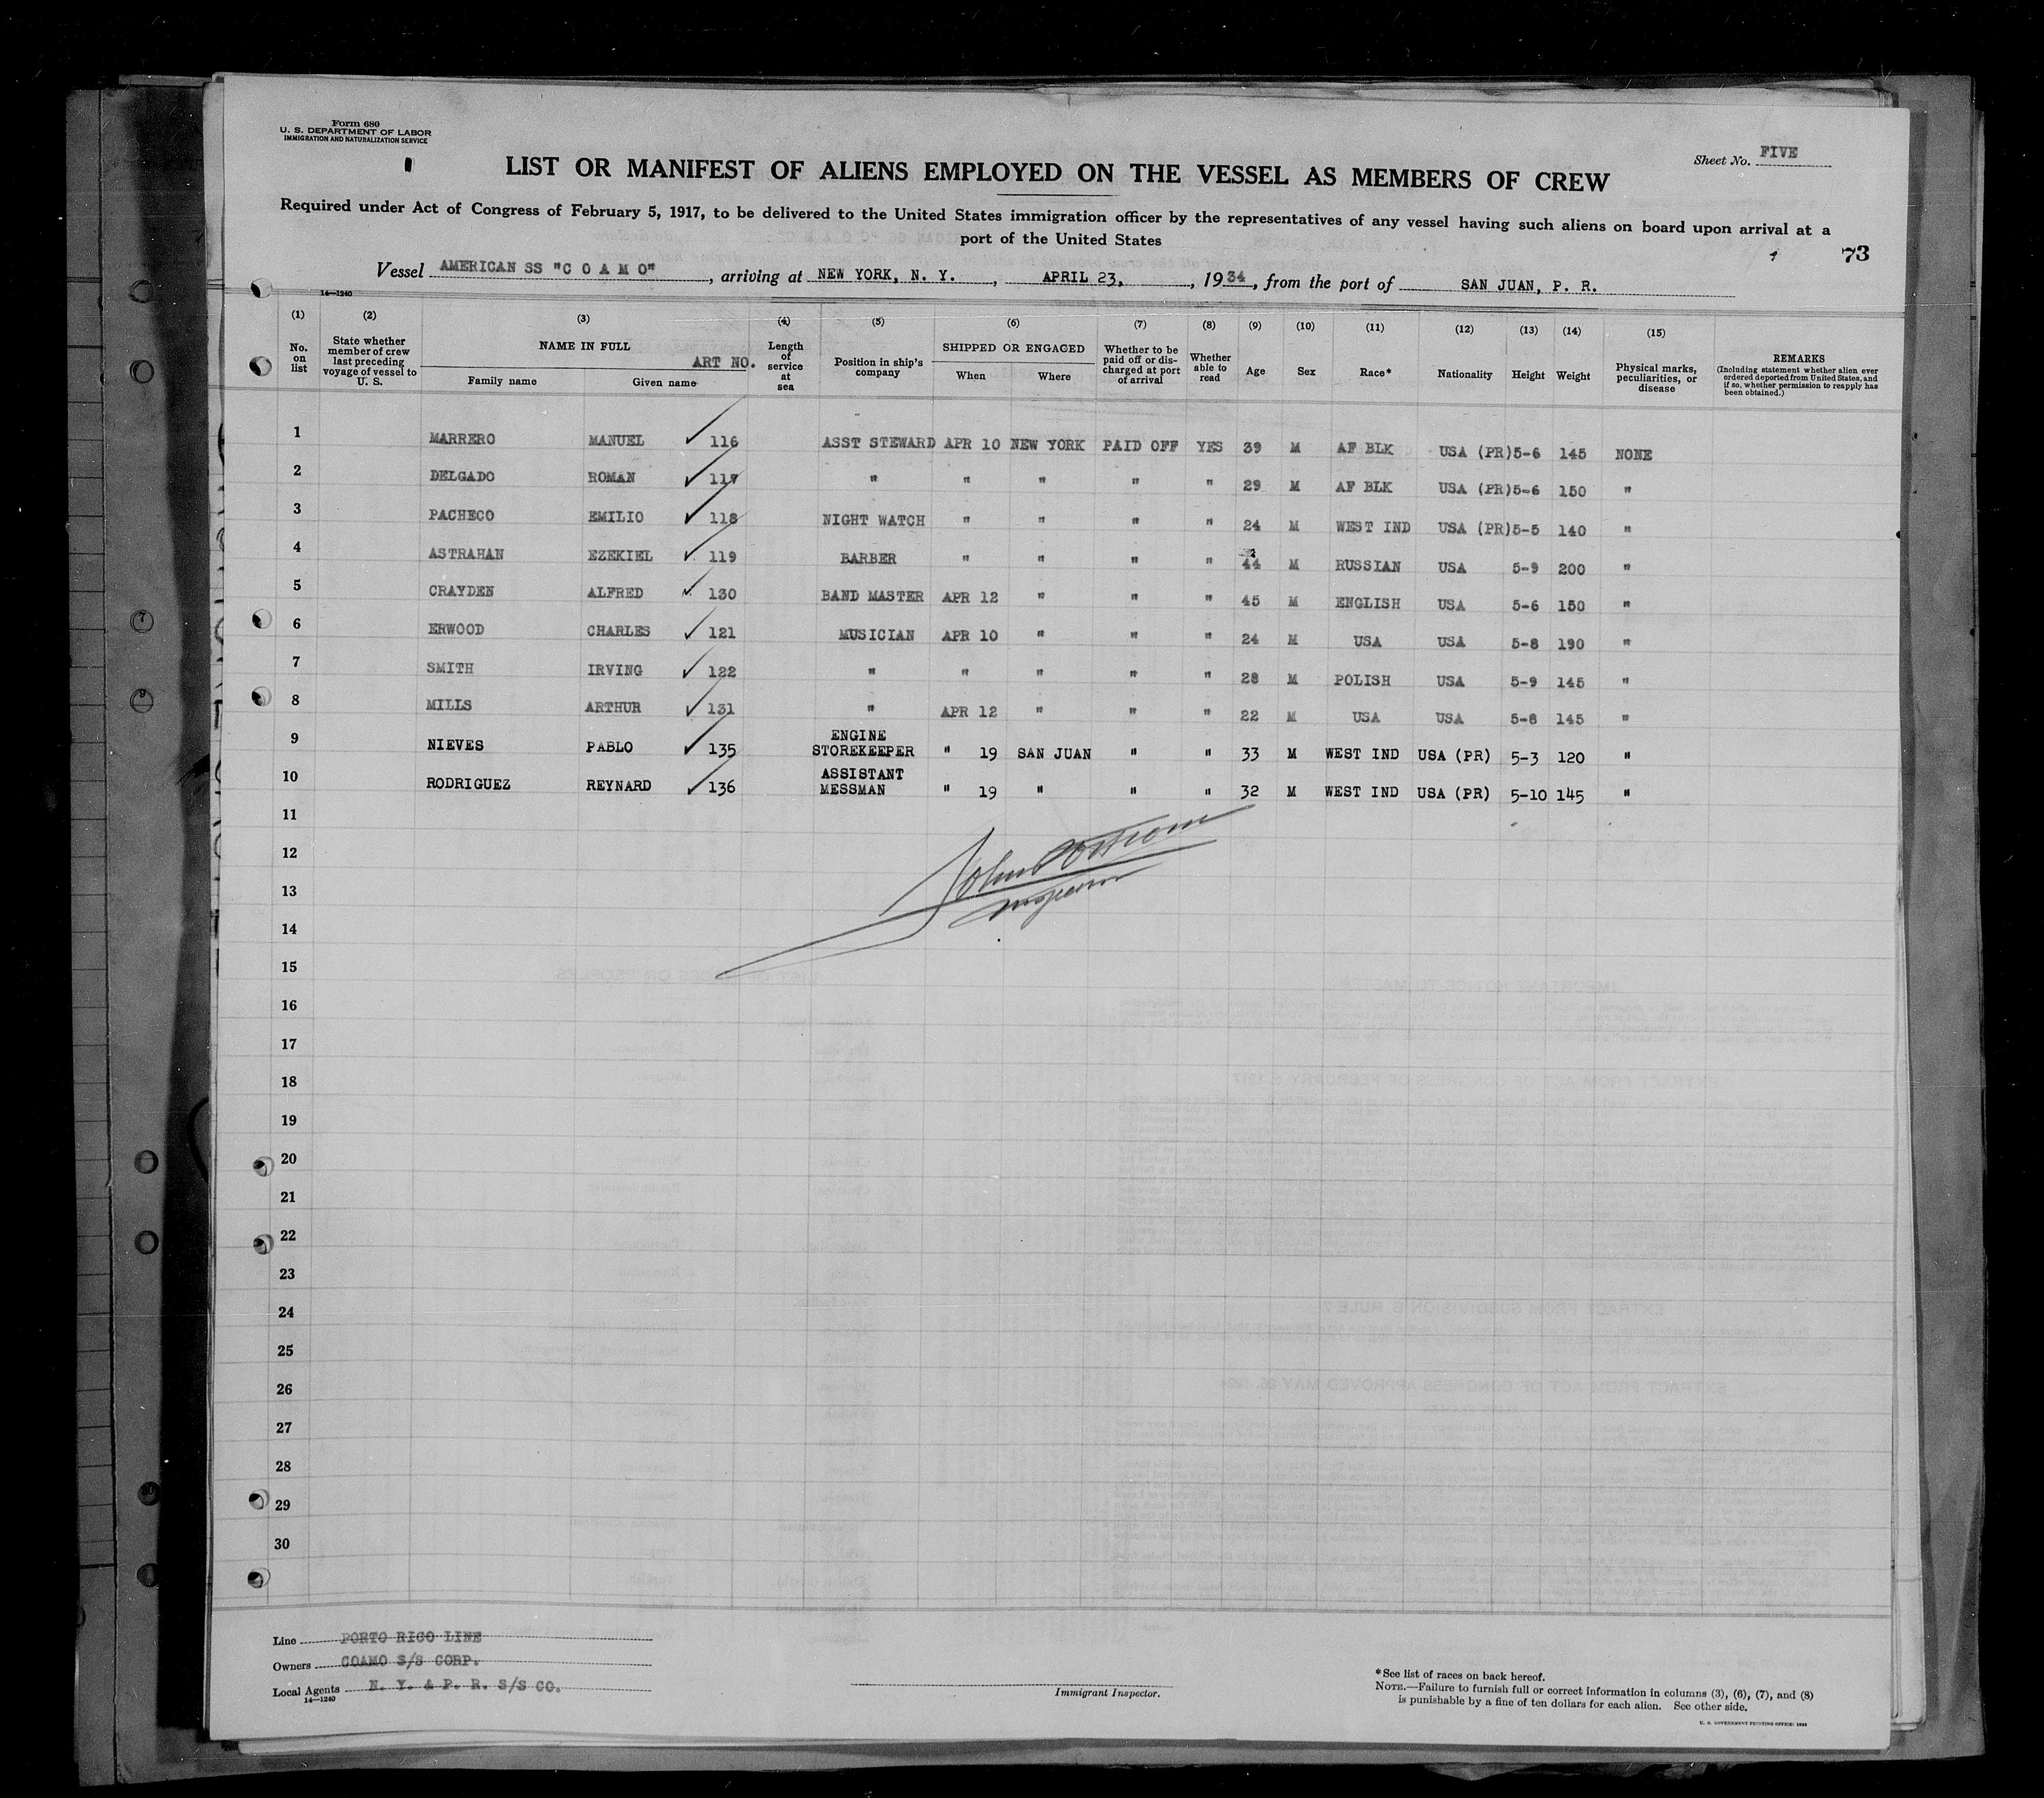 Form 680
U. S. DEPARTMENT OF LABOR
IMMIGRATION AND NATURALIZATION SERVICE
Sheet No. FIVE
LIST OR MANIFEST OF ALIENS EMPLOYED ON THE VESSEL AS MEMBERS OF CREW
Required under Act of Congress of February 5, 1917, to be delivered to the United States immigration officer by the representatives of any vessel having such aliens on board upon arrival at a
port of the United States
73
Vessel AMERICAN SS "C O A M O", arriving at NEW YORK, N. Y., APRIL 23, 1934, from the port of SAN JUAN, P. R.
14—1240
(1) (2) (3) (4) (5) (6) (7) (8) (9) (10) (11) (12) (13) (14) (15)
No. on list
State whether member of crew last preceding voyage of vessel to U. S.
NAME IN FULL
Family name
Given name
ART NO.
Length of service at sea
Position in ship's company
SHIPPED OR ENGAGED
When
Where
Whether to be paid off or discharged at port of arrival
Whether able to read
Age
Sex
Race*
Nationality
Height
Weight
Physical marks, peculiarities, or disease
REMARKS
(Including statement whether alien ever ordered deported from United States, and if so, whether permission to reapply has been obtained.)
1 MARRERO MANUEL ✓ 116 ASST STEWARD APR 10 NEW YORK PAID OFF YES 39 M AF BLK USA (PR) 5-6 145 NONE
2 DELGADO ROMAN ✓ 117 " " " " " 29 M AF BLK USA (PR) 5-6 150 "
3 PACHECO EMILIO ✓ 118 NIGHT WATCH " " " " 24 M WEST IND USA (PR) 5-5 140 "
4 ASTRAHAN EZEKIEL ✓ 119 BARBER " " " " 44 M RUSSIAN USA 5-9 200 "
5 CRAYDEN ALFRED ✓ 130 BAND MASTER APR 12 " " " 45 M ENGLISH USA 5-6 150 "
6 ERWOOD CHARLES ✓ 121 MUSICIAN APR 10 " " " 24 M USA USA 5-8 190 "
7 SMITH IRVING ✓ 122 " " " " " 28 M POLISH USA 5-9 145 "
8 MILLS ARTHUR ✓ 131 " APR 12 " " " 22 M USA USA 5-8 145 "
9 NIEVES PABLO ✓ 135 ENGINE STOREKEEPER " 19 SAN JUAN " " 33 M WEST IND USA (PR) 5-3 120 "
10 RODRIGUEZ REYNARD ✓ 136 ASSISTANT MESSMAN " 19 " " " 32 M WEST IND USA (PR) 5-10 145 "
11
12
13
14
15
16
17
18
19
20
21
22
23
24
25
26
27
28
29
30
Line PORTO RICO LINE
Owners COAMO S/S CORP.
Local Agents N. Y. & P. R. S/S CO.
14—1240
Immigrant Inspector.
*See list of races on back hereof.
NOTE.—Failure to furnish full or correct information in columns (3), (6), (7), and (8)
is punishable by a fine of ten dollars for each alien. See other side.
U. S. GOVERNMENT PRINTING OFFICE: 1933